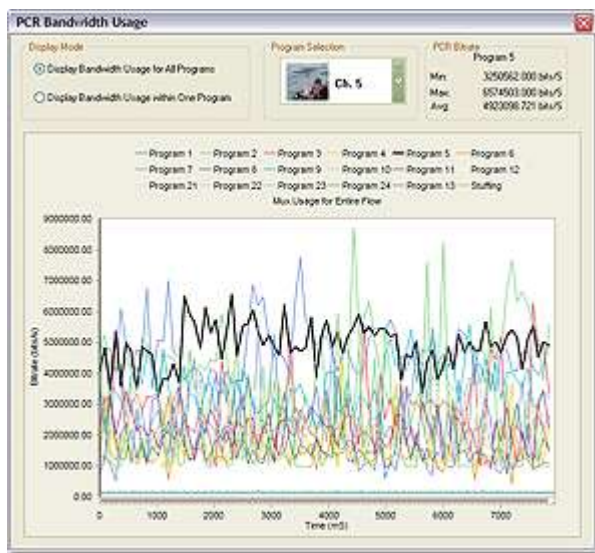 PCR Bandwidth Usage
Display Mode
Display Bandwidth Usage for All Programs
Display Bandwidth Usage within One Program
Program Selection
Ch. 5
PCR Bitrate
Program 5
Min: 3250562.000 bits/S
Max: 6574503.000 bits/S
Avg: 4923098.721 bits/S
Program 1 Program 2 Program 3 Program 4 Program 5 Program 6
Program 7 Program 8 Program 9 Program 10 Program 11 Program 12
Program 21 Program 22 Program 23 Program 24 Program 13 Stuffing
Mux Usage for Entire Flow
9000000.00
8000000.00
7000000.00
6000000.00
5000000.00
4000000.00
3000000.00
2000000.00
1000000.00
0.00
Bitrate (bits/s)
0 1000 2000 3000 4000 5000 6000 7000
Time (mS)